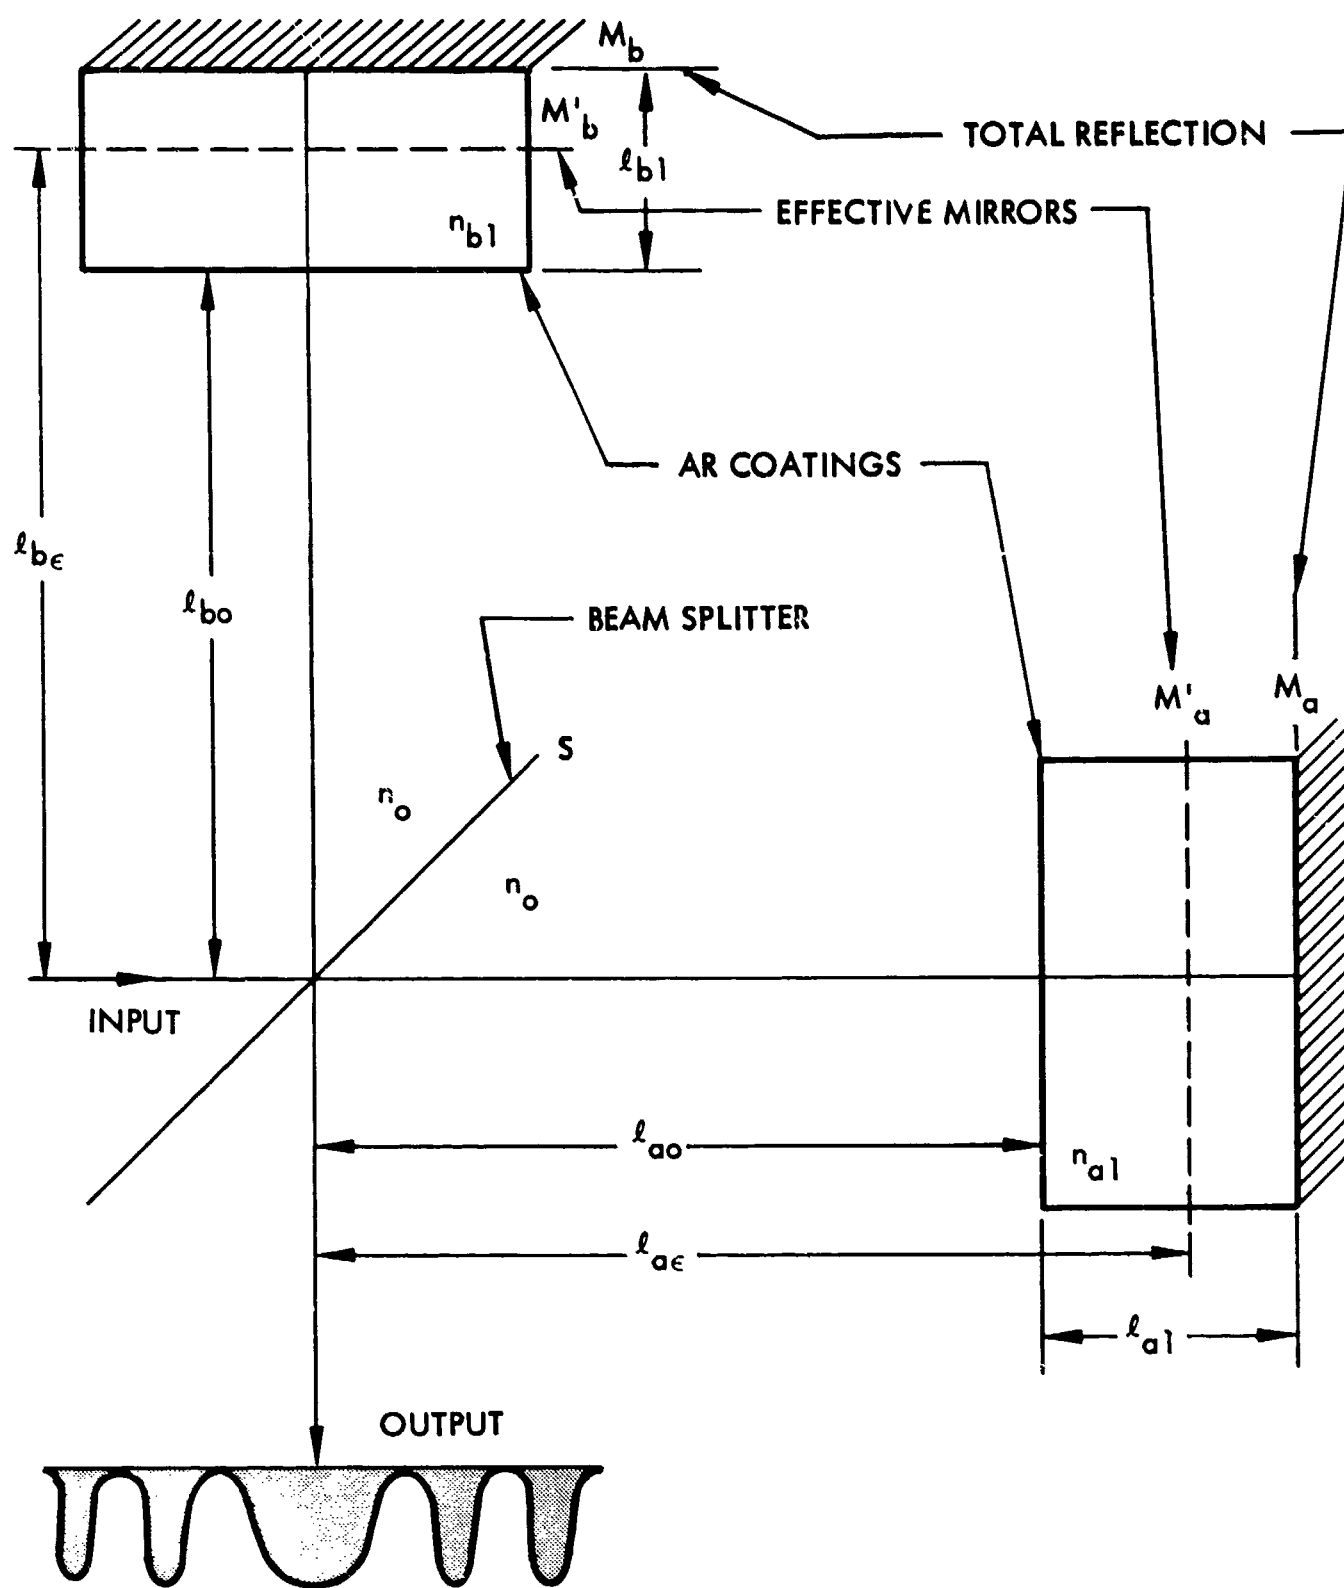 M_b
M'_b
ℓ_b1
TOTAL REFLECTION
EFFECTIVE MIRRORS
n_b1
AR COATINGS
ℓ_bϵ
ℓ_bo
BEAM SPLITTER
M'_a
M_a
S
n_o
n_o
INPUT
ℓ_ao
n_a1
ℓ_aϵ
ℓ_a1
OUTPUT